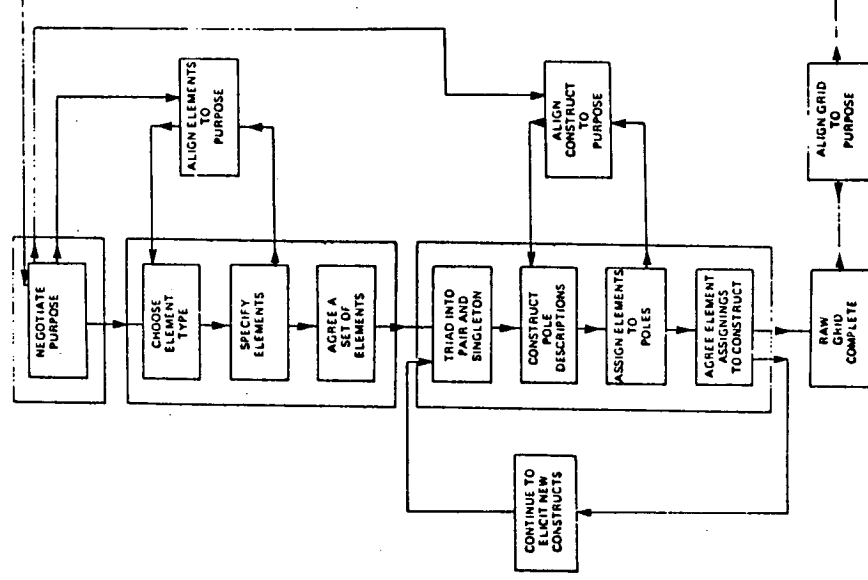 NEGOTIATE
PURPOSE
CHOOSE
ELEMENT
TYPE
SPECIFY
ELEMENTS
AGREE A
SET OF
ELEMENTS
ALIGN ELEMENTS
TO
PURPOSE
TRIAD INTO
PAIR AND
SINGLETON
CONSTRUCT
POLE
DESCRIPTIONS
ASSIGN ELEMENTS
TO
POLES
AGREE ELEMENT
ASSIGNINGS
TO CONSTRUCT
ALIGN
CONSTRUCT
TO
PURPOSE
CONTINUE TO
ELICIT NEW
CONSTRUCTS
RAW
GRID
COMPLETE
ALIGN GRID
TO
PURPOSE